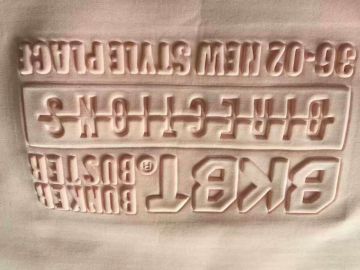 BKBT® BUNKER
BUSTER
DIRECTIONS
36-02 NEW STYLE PLACE